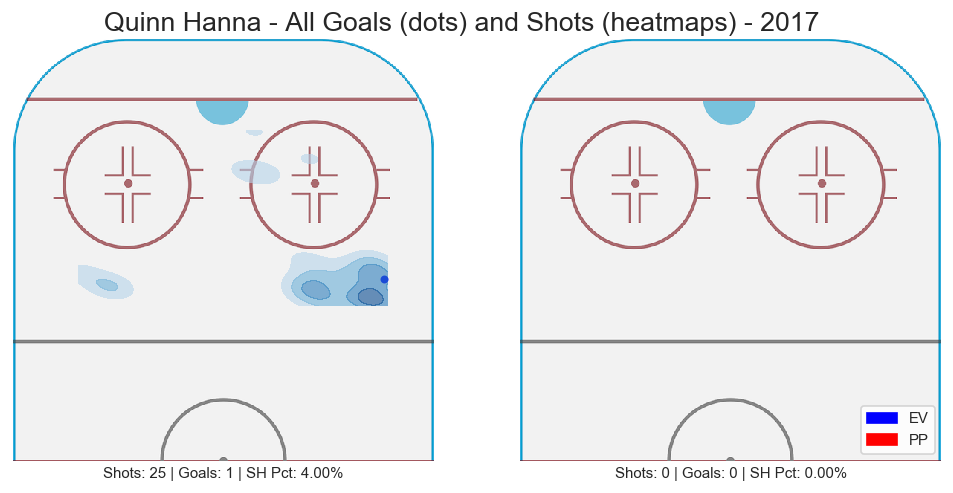 Quinn Hanna - All Goals (dots) and Shots (heatmaps) - 2017
EV
PP
Shots: 25 | Goals: 1 | SH Pct: 4.00%
Shots: 0 | Goals: 0 | SH Pct: 0.00%